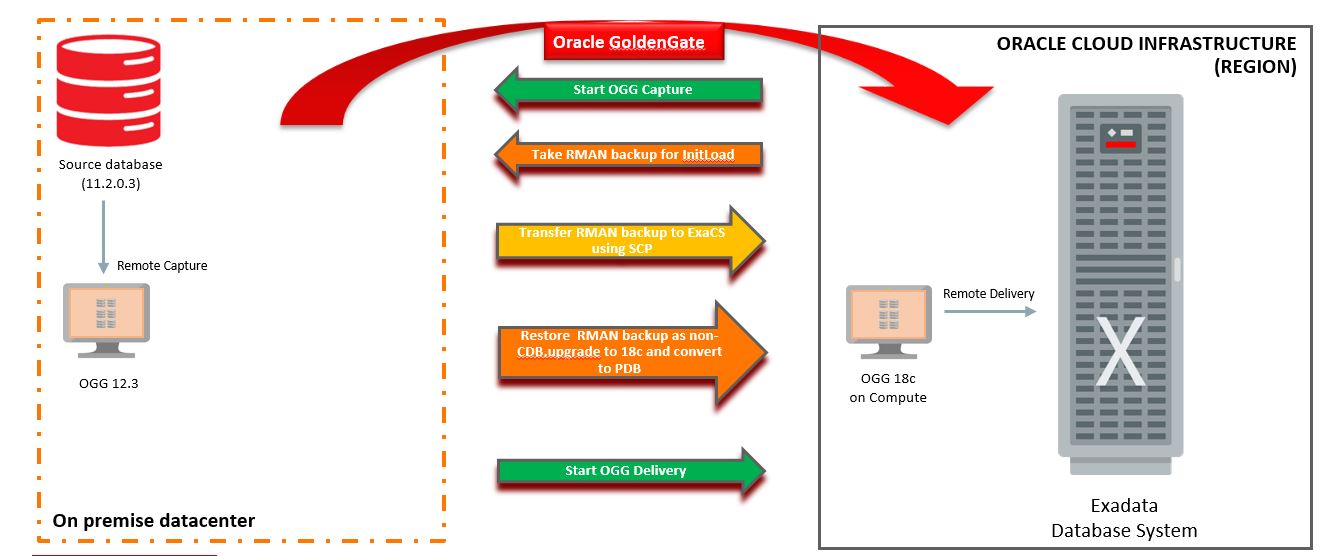 Oracle GoldenGate
ORACLE CLOUD INFRASTRUCTURE
(REGION)
Start OGG Capture
Source database
(11.2.0.3)
Take RMAN backup for InitLoad
Transfer RMAN backup to ExaCS
using SCP
Remote Capture
Remote Delivery
Restore  RMAN backup as non-
CDB,upgrade to 18c and convert
to PDB
OGG 12.3
OGG 18c
on Compute
X
Start OGG Delivery
On premise datacenter
Exadata
Database System